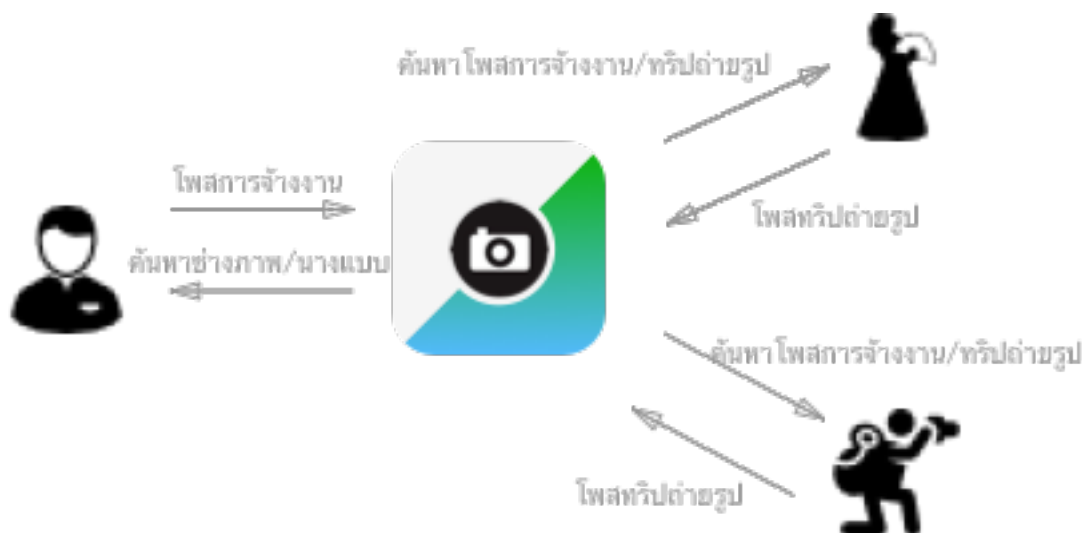 ค้นหาโพสการจ้างงาน/ทริปถ่ายรูป
โพสการจ้างงาน
โพสทริปถ่ายรูป
ค้นหาช่างภาพ/นางแบบ
ค้นหาโพสการจ้างงาน/ทริปถ่ายรูป
โพสทริปถ่ายรูป